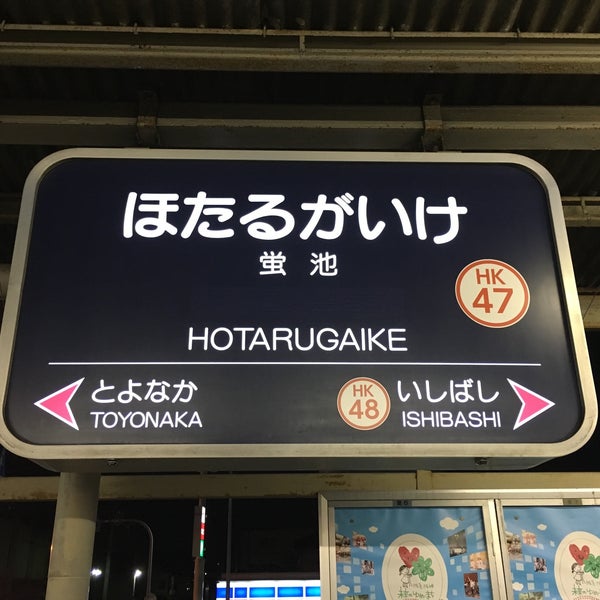 ほたるがいけ
蛍池
HK
47
HOTARUGAIKE
とよなか
TOYONAKA
HK
48
いしばし
ISHIBASHI